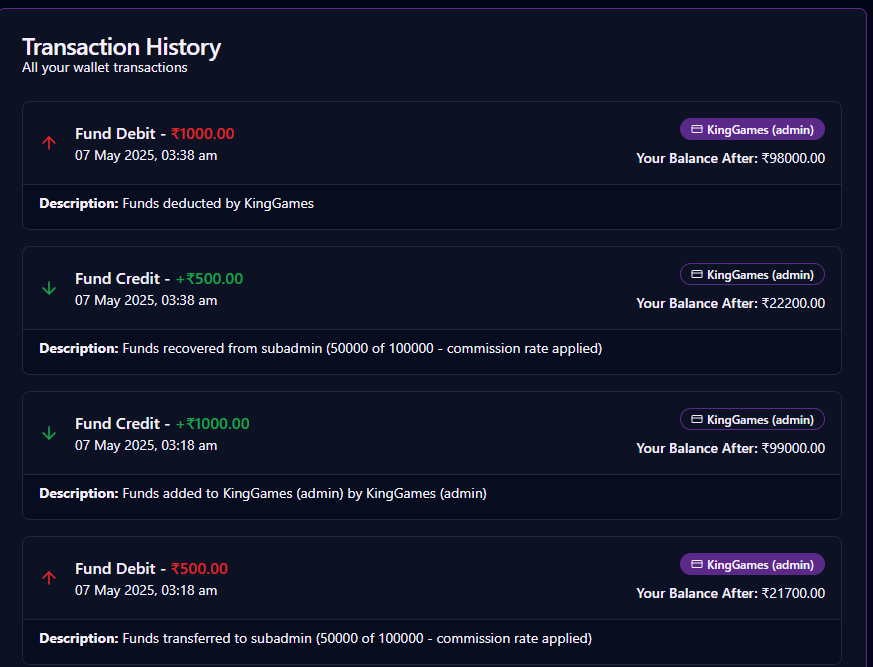 Transaction History
All your wallet transactions
Fund Debit - ₹1000.00
KingGames (admin)
07 May 2025, 03:38 am
Your Balance After: ₹98000.00
Description: Funds deducted by KingGames
Fund Credit - +₹500.00
KingGames (admin)
07 May 2025, 03:38 am
Your Balance After: ₹22200.00
Description: Funds recovered from subadmin (50000 of 100000 - commission rate applied)
Fund Credit - +₹1000.00
KingGames (admin)
07 May 2025, 03:18 am
Your Balance After: ₹99000.00
Description: Funds added to KingGames (admin) by KingGames (admin)
Fund Debit - ₹500.00
KingGames (admin)
07 May 2025, 03:18 am
Your Balance After: ₹21700.00
Description: Funds transferred to subadmin (50000 of 100000 - commission rate applied)